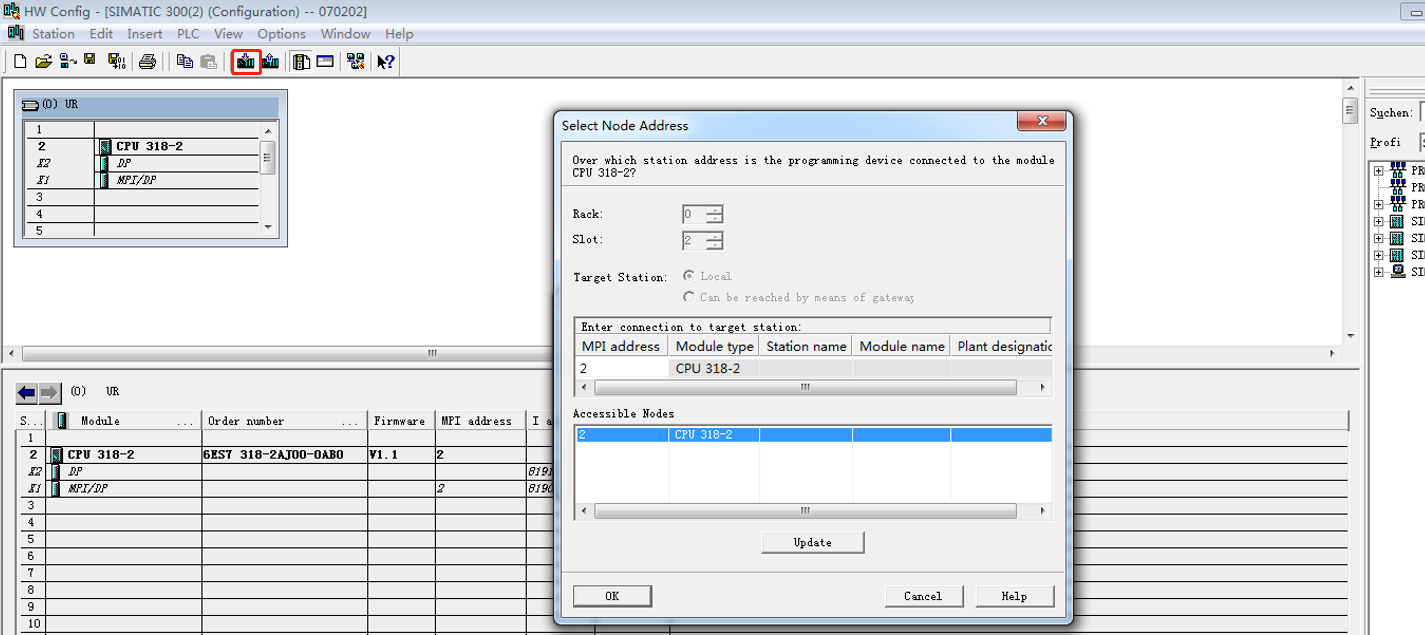 HW Config - [SIMATIC 300(2) (Configuration) -- 070202]
Station Edit Insert PLC View Options Window Help
(0) UR
1
2 CPU 318-2
X2 DP
X1 MPI/DP
3
4
5
Suchen:
Profi
PR
PR
PR
SI
SI
SI
SI
Select Node Address
Over which station address is the programming device connected to the module
CPU 318-2?
Rack: 0
Slot: 2
Target Station: Local
Can be reached by means of gateway
Enter connection to target station:
MPI address Module type Station name Module name Plant designatio
2 CPU 318-2
Accessible Nodes
2 CPU 318-2
Update
OK Cancel Help
(0) UR
S... Module ... Order number ... Firmware MPI address I a
1
2 CPU 318-2 6ES7 318-2AJ00-0AB0 V1.1 2
X2 DP 8191
X1 MPI/DP 2 8190
3
4
5
6
7
8
9
10